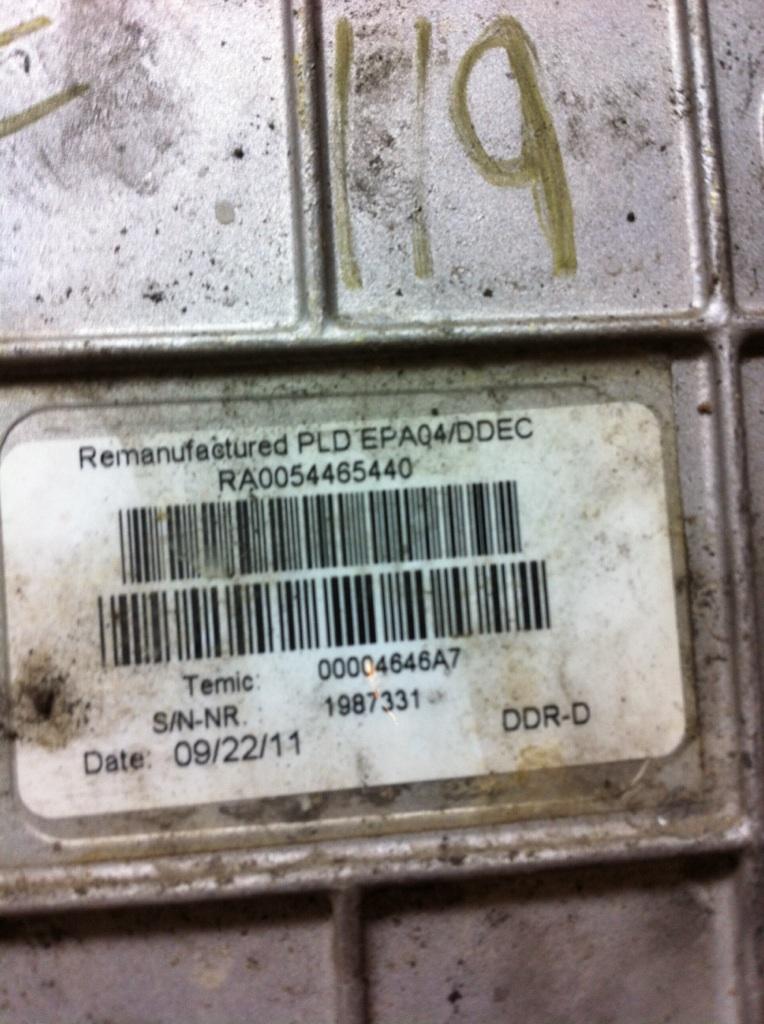 119
Remanufactured PLD EPA04/DDEC
RA0054465440
Temic: 00004646A7
S/N-NR. 1987331
DDR-D
Date: 09/22/11